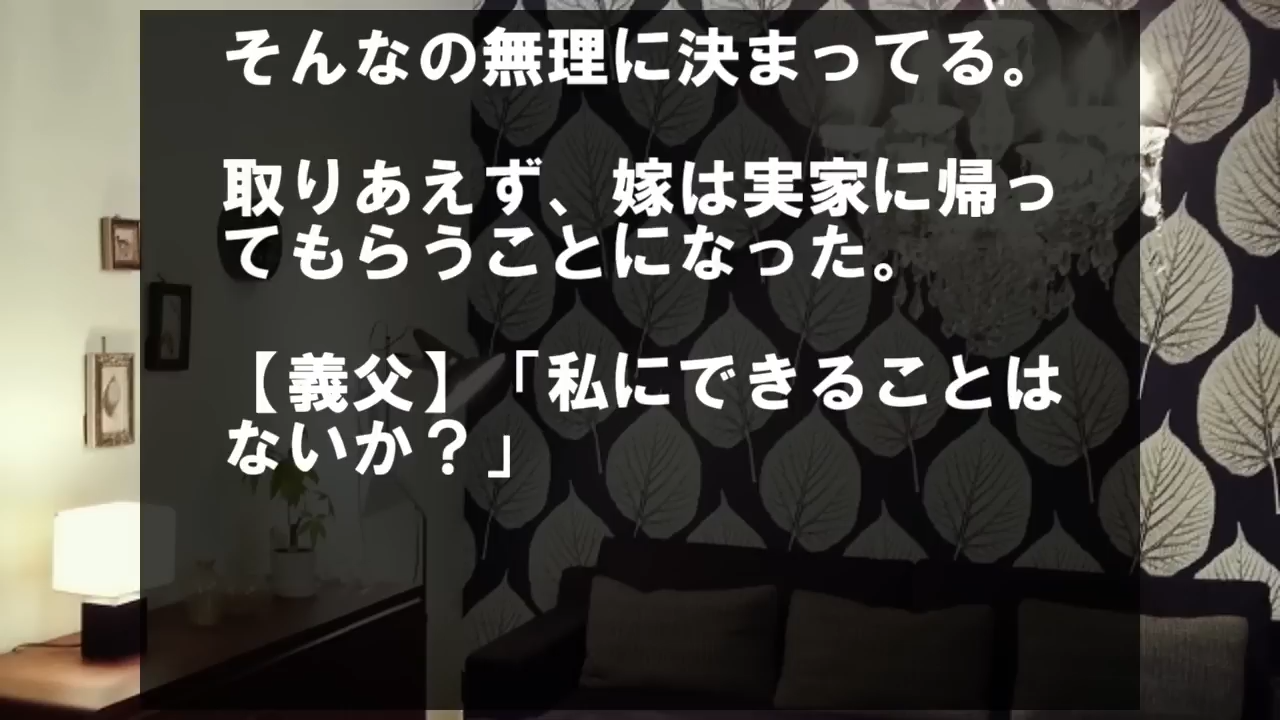 そんなの無理に決まってる。
取りあえず、嫁は実家に帰っ
てもらうことになった。
【義父】「私にできることは
ないか？」